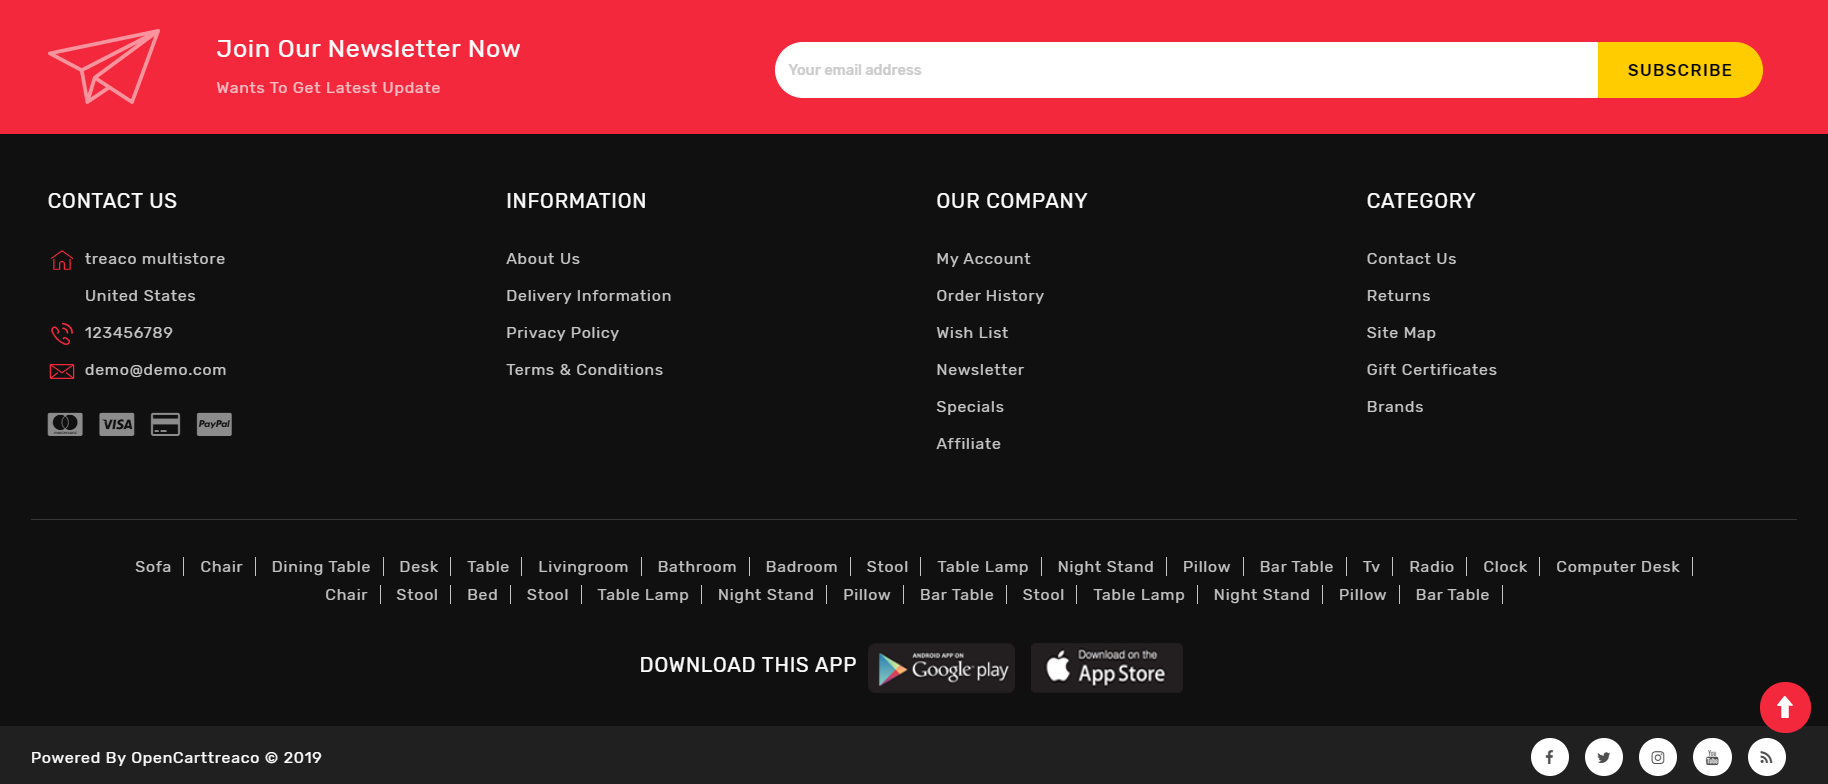 Join Our Newsletter Now
Wants To Get Latest Update
Your email address
SUBSCRIBE
CONTACT US
treaco multistore
United States
123456789
demo@demo.com
VISA
PayPal
INFORMATION
About Us
Delivery Information
Privacy Policy
Terms & Conditions
OUR COMPANY
My Account
Order History
Wish List
Newsletter
Specials
Affiliate
CATEGORY
Contact Us
Returns
Site Map
Gift Certificates
Brands
Sofa Chair Dining Table Desk Table Livingroom Bathroom Badroom Stool Table Lamp Night Stand Pillow Bar Table Tv Radio Clock Computer Desk
Chair Stool Bed Stool Table Lamp Night Stand Pillow Bar Table Stool Table Lamp Night Stand Pillow Bar Table
DOWNLOAD THIS APP
ANDROID APP ON
Google play
Download on the
App Store
Powered By OpenCarttreaco © 2019
You
Tube